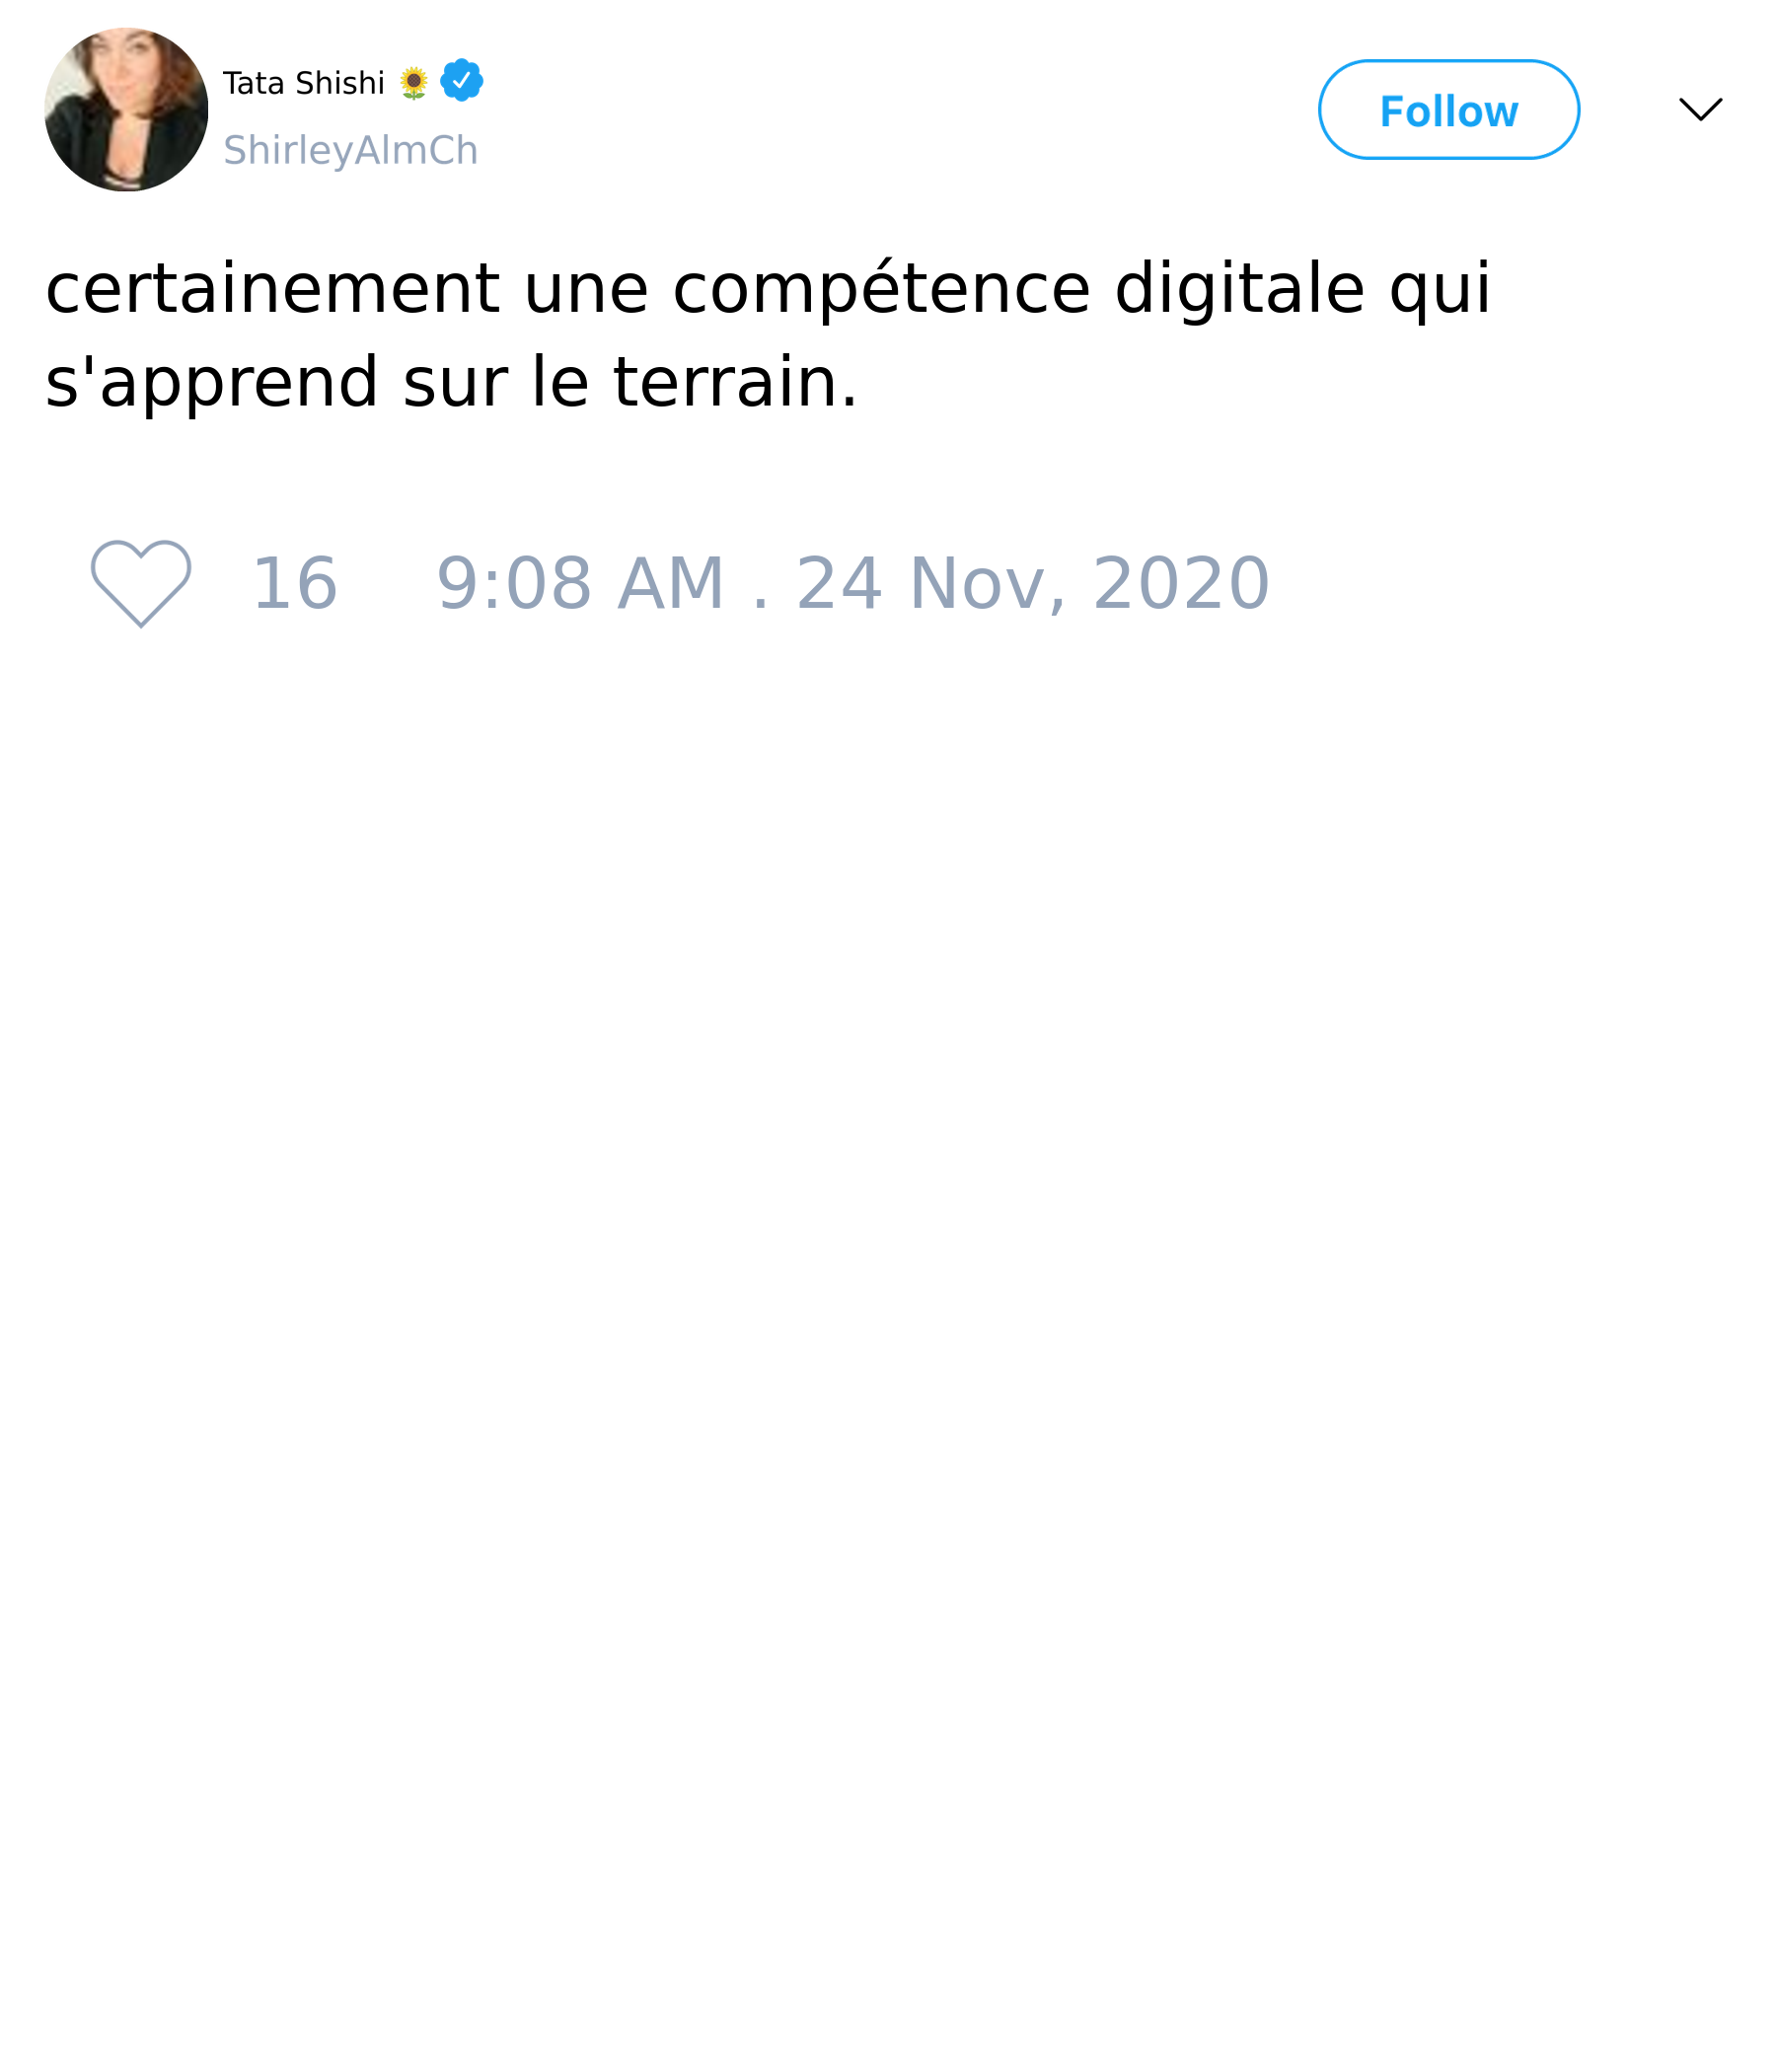 Tata Shishi 🌻
ShirleyAlmCh
Follow
certainement une compétence digitale qui
s'apprend sur le terrain.
16 9:08 AM . 24 Nov, 2020